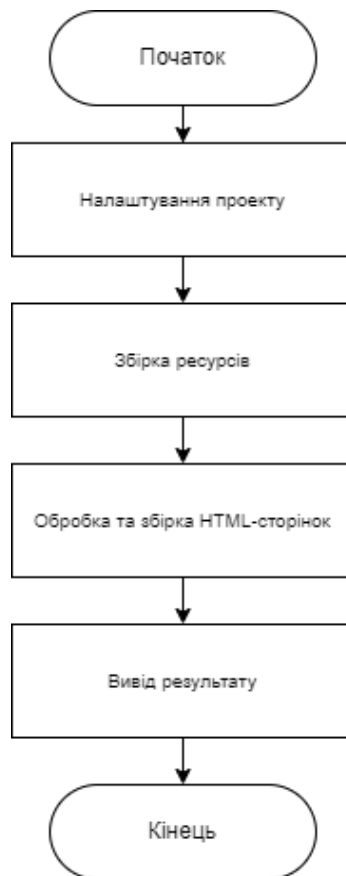 Початок
Налаштування проекту
Збірка ресурсів
Обробка та збірка HTML-сторінок
Вивід результату
Кінець